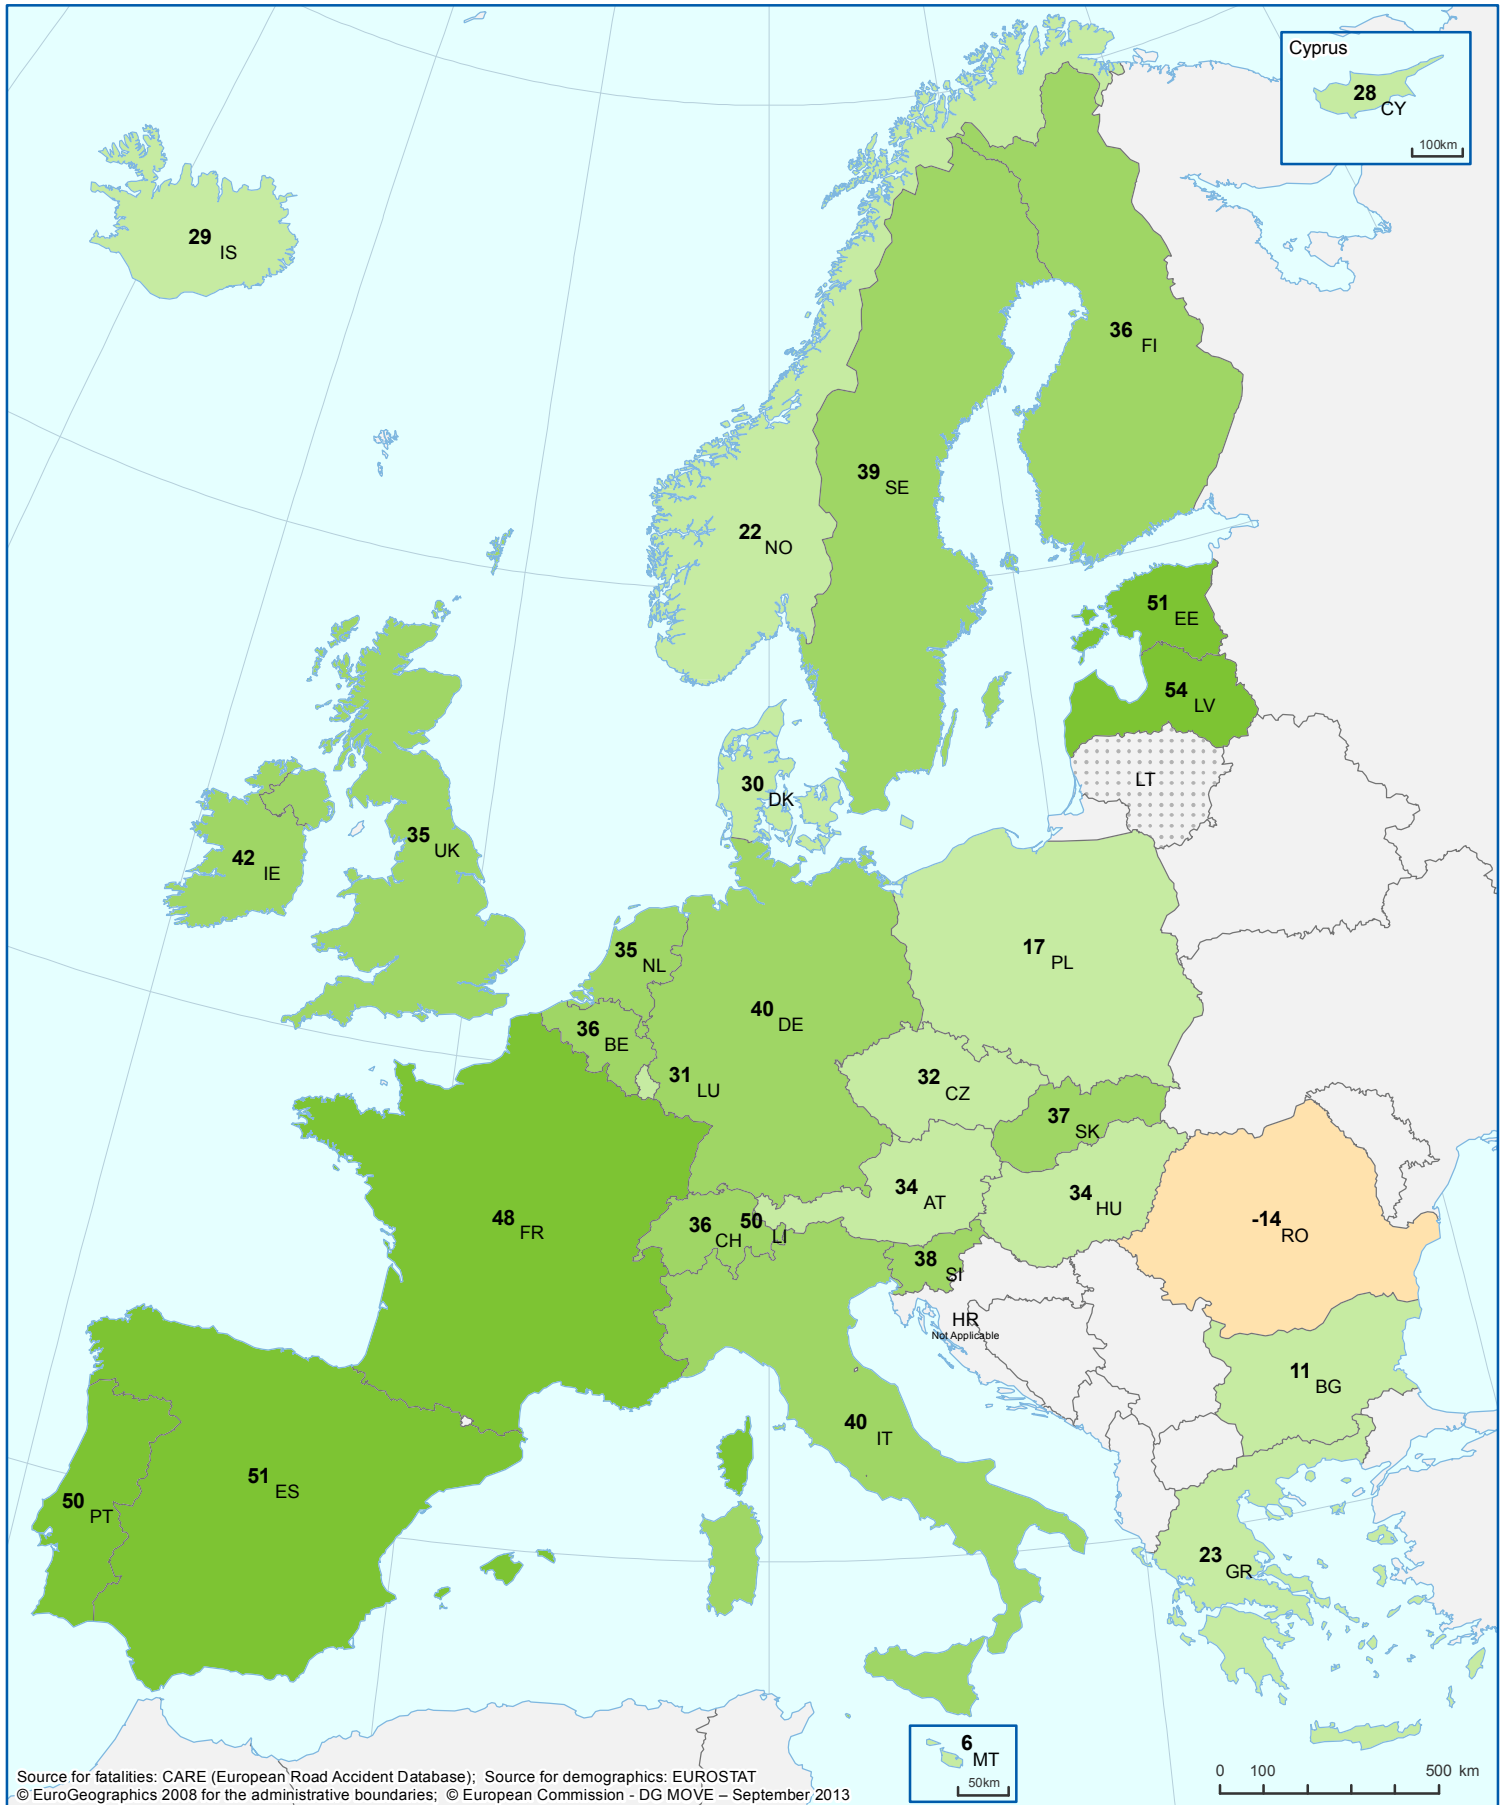 Cyprus
28 CY
100km
29 IS
36 FI
39 SE
22 NO
51 EE
54 LV
LT
30 DK
35 UK
42 IE
35 NL
17 PL
40 DE
36 BE
31 LU
32 CZ
37 SK
34 AT
34 HU
48 FR
36 CH
50 LI
-14 RO
38 SI
HR
Not Applicable
11 BG
40 IT
51 ES
50 PT
23 GR
6 MT
50km
0 100 500 km
Source for fatalities: CARE (European Road Accident Database); Source for demographics: EUROSTAT
© EuroGeographics 2008 for the administrative boundaries; © European Commission - DG MOVE – September 2013